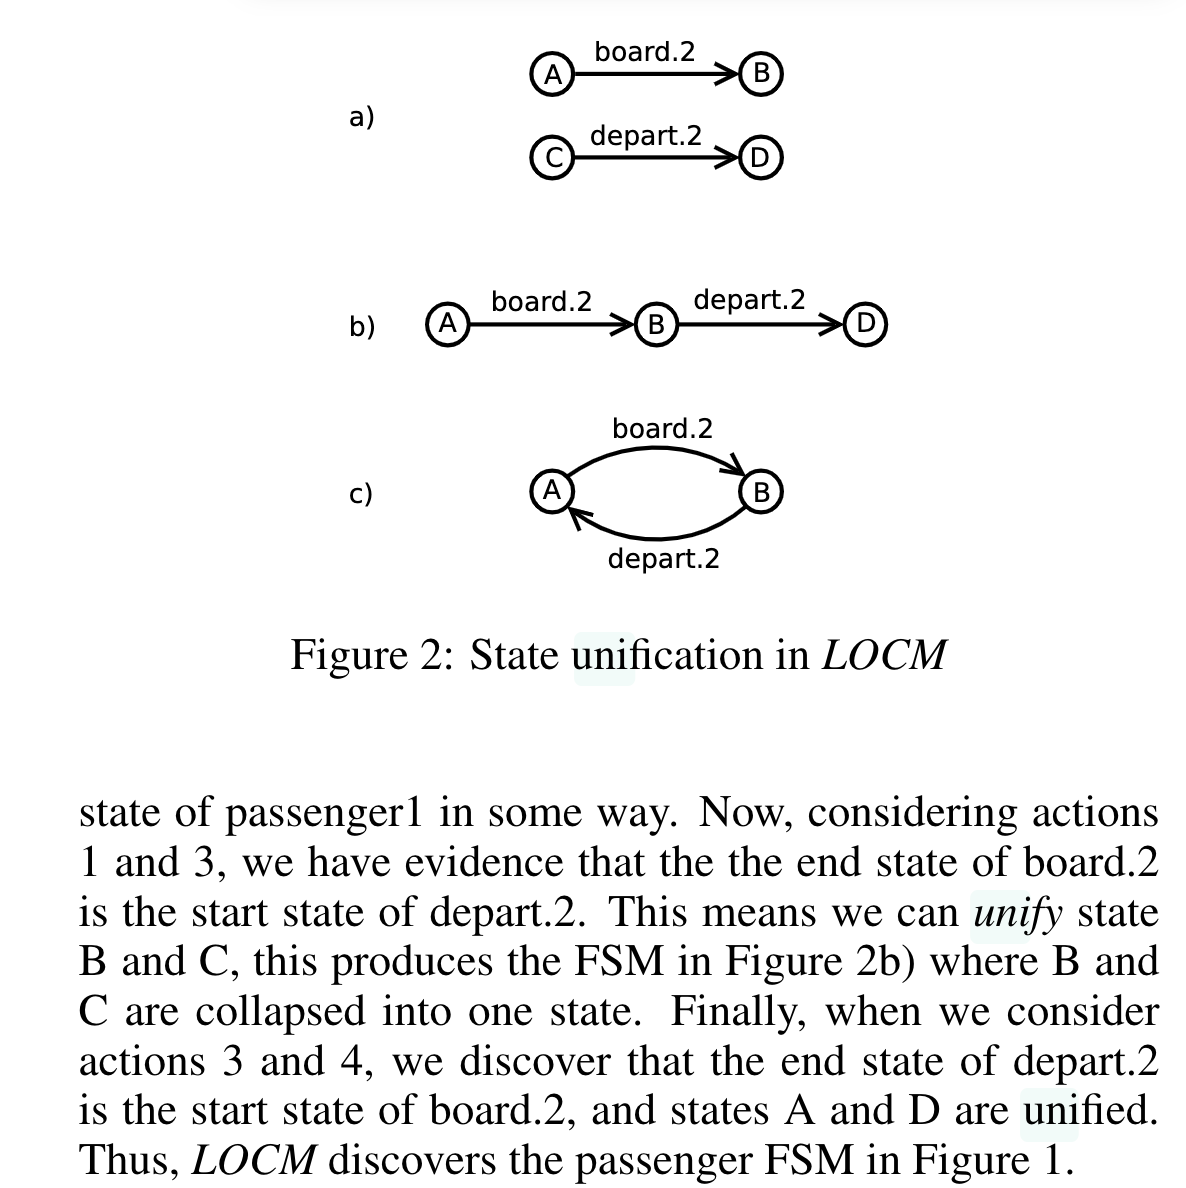 board.2
A B
a)
depart.2
C D
board.2 depart.2
b) A B D
board.2
c) A B
depart.2
Figure 2: State unification in LOCM
state of passenger1 in some way. Now, considering actions
1 and 3, we have evidence that the the end state of board.2
is the start state of depart.2. This means we can unify state
B and C, this produces the FSM in Figure 2b) where B and
C are collapsed into one state. Finally, when we consider
actions 3 and 4, we discover that the end state of depart.2
is the start state of board.2, and states A and D are unified.
Thus, LOCM discovers the passenger FSM in Figure 1.